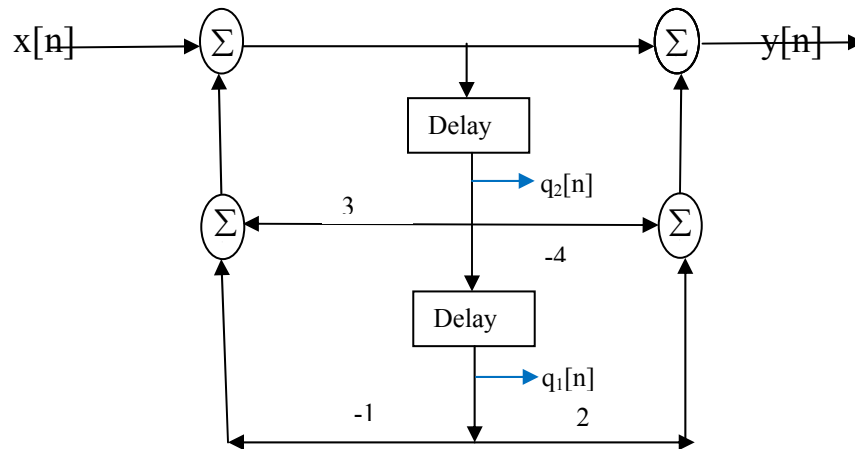 x[n] Σ Σ y[n]
Delay
q₂[n]
3
Σ Σ
-4
Delay
q₁[n]
-1 2